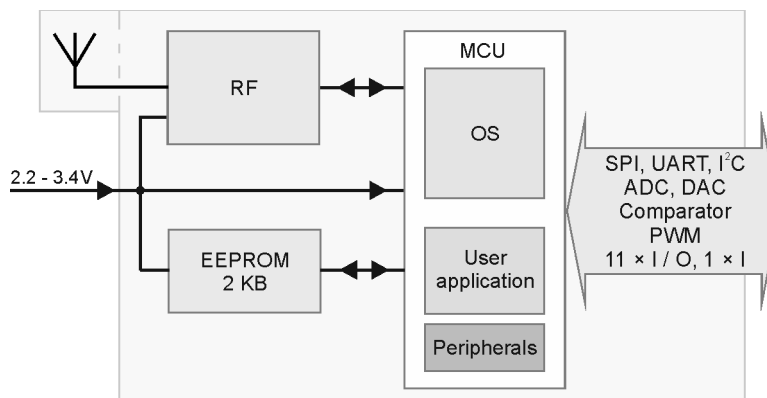 RF
MCU
OS
2.2 - 3.4V
EEPROM
2 KB
User
application
Peripherals
SPI, UART, I²C
ADC, DAC
Comparator
PWM
11 × I / O, 1 × I